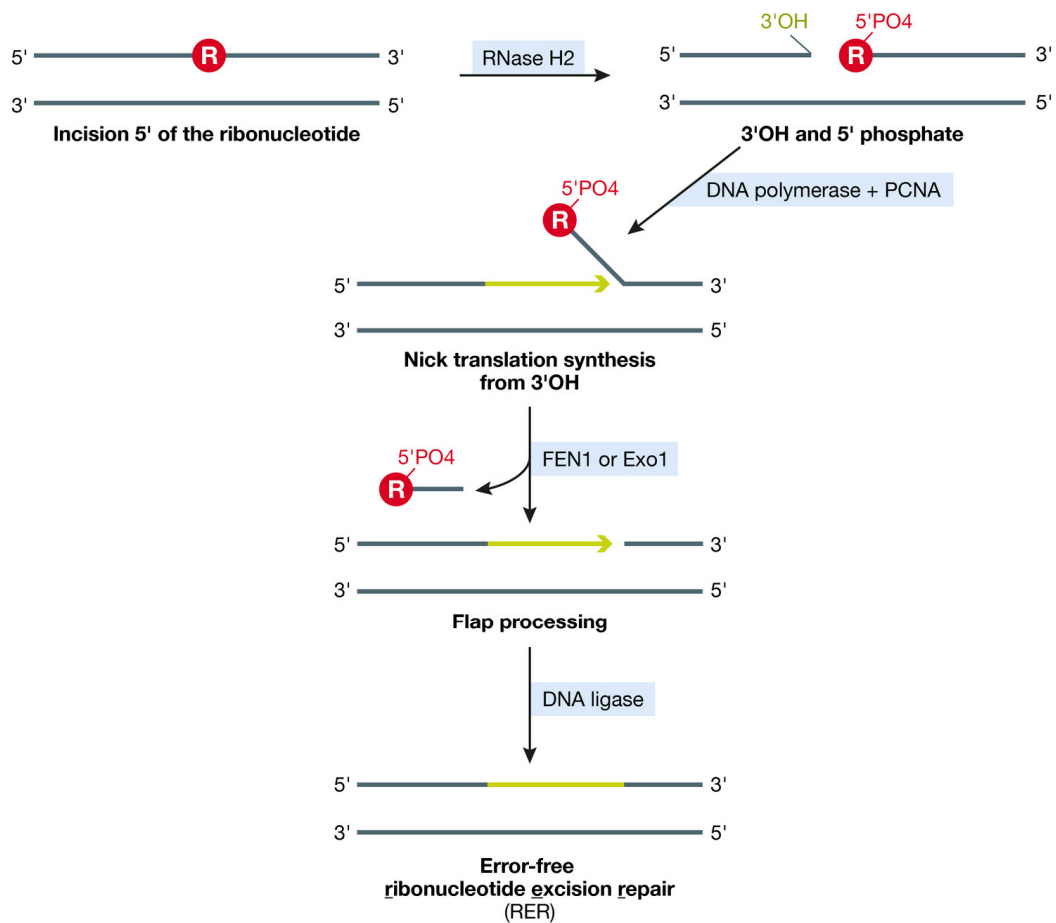 5' R 3'
3' 5'
Incision 5' of the ribonucleotide
RNase H2
3'OH 5'PO4
5' R 3'
3' 5'
3'OH and 5' phosphate
DNA polymerase + PCNA
5'PO4
R
5' 3'
3' 5'
Nick translation synthesis
from 3'OH
FEN1 or Exo1
5'PO4
R
5' 3'
3' 5'
Flap processing
DNA ligase
5' 3'
3' 5'
Error-free
ribonucleotide excision repair
(RER)